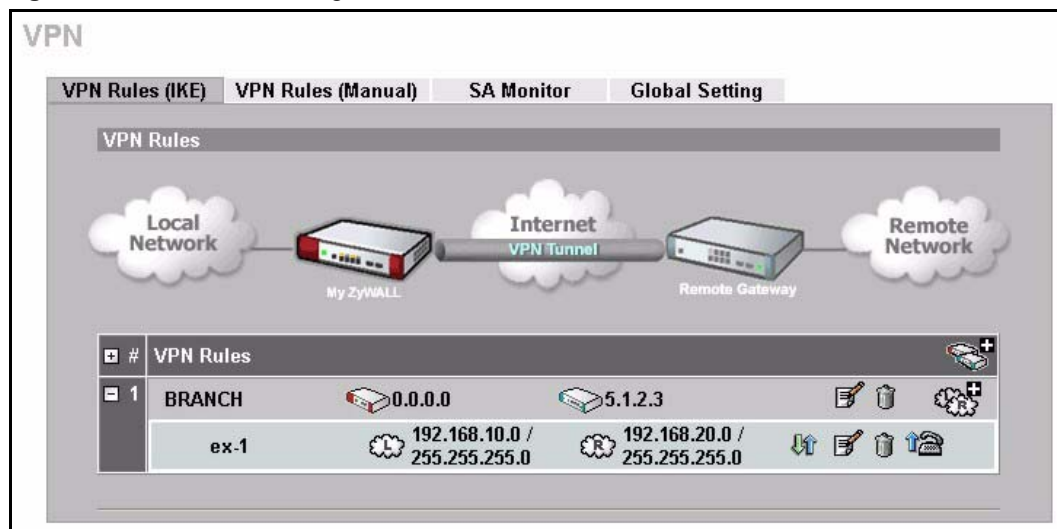 VPN
VPN Rules (IKE) VPN Rules (Manual) SA Monitor Global Setting
VPN Rules
Local
Network
Internet
VPN Tunnel
Remote
Network
My ZyWALL
Remote Gateway
# VPN Rules
1 BRANCH 0.0.0.0 5.1.2.3
ex-1 192.168.10.0 / 255.255.255.0 192.168.20.0 / 255.255.255.0
L
R
R